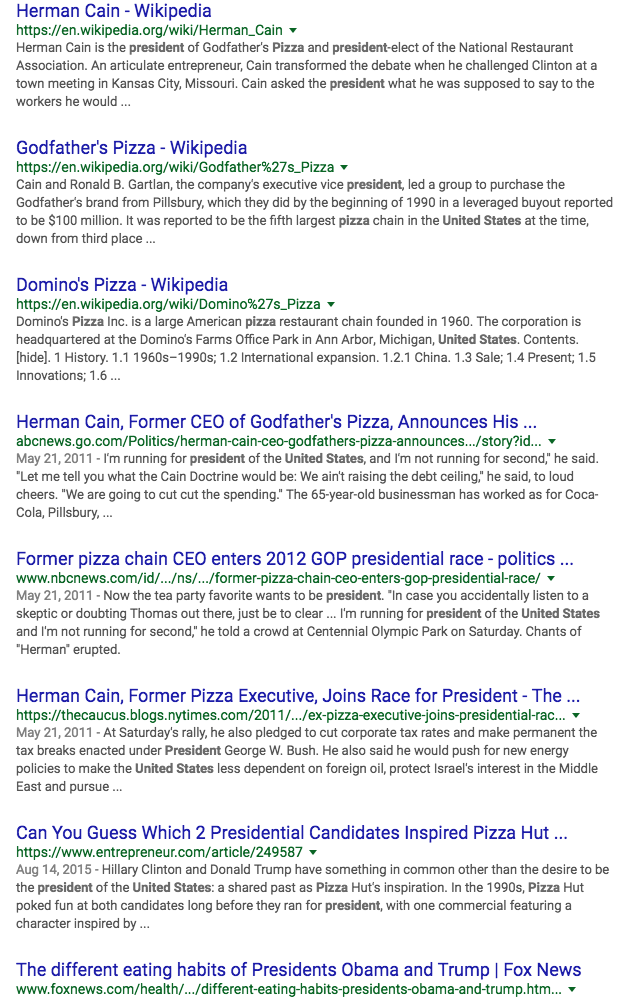 Herman Cain - Wikipedia
https://en.wikipedia.org/wiki/Herman_Cain
Herman Cain is the president of Godfather's Pizza and president-elect of the National Restaurant
Association. An articulate entrepreneur, Cain transformed the debate when he challenged Clinton at a
town meeting in Kansas City, Missouri. Cain asked the president what he was supposed to say to the
workers he would ...
Godfather's Pizza - Wikipedia
https://en.wikipedia.org/wiki/Godfather%27s_Pizza
Cain and Ronald B. Gartlan, the company's executive vice president, led a group to purchase the
Godfather's brand from Pillsbury, which they did by the beginning of 1990 in a leveraged buyout reported
to be $100 million. It was reported to be the fifth largest pizza chain in the United States at the time,
down from third place ...
Domino's Pizza - Wikipedia
https://en.wikipedia.org/wiki/Domino%27s_Pizza
Domino's Pizza Inc. is a large American pizza restaurant chain founded in 1960. The corporation is
headquartered at the Domino's Farms Office Park in Ann Arbor, Michigan, United States. Contents.
[hide]. 1 History. 1.1 1960s–1990s; 1.2 International expansion. 1.2.1 China. 1.3 Sale; 1.4 Present; 1.5
Innovations; 1.6 ...
Herman Cain, Former CEO of Godfather's Pizza, Announces His ...
abcnews.go.com/Politics/herman-cain-ceo-godfathers-pizza-announces.../story?id...
May 21, 2011 - I'm running for president of the United States, and I'm not running for second," he said.
"Let me tell you what the Cain Doctrine would be: We ain't raising the debt ceiling," he said, to loud
cheers. "We are going to cut cut the spending." The 65-year-old businessman has worked as for Coca-
Cola, Pillsbury, ...
Former pizza chain CEO enters 2012 GOP presidential race - politics ...
www.nbcnews.com/id/.../ns/.../former-pizza-chain-ceo-enters-gop-presidential-race/
May 21, 2011 - Now the tea party favorite wants to be president. "In case you accidentally listen to a
skeptic or doubting Thomas out there, just be to clear ... I'm running for president of the United States
and I'm not running for second," he told a crowd at Centennial Olympic Park on Saturday. Chants of
"Herman" erupted.
Herman Cain, Former Pizza Executive, Joins Race for President - The ...
https://thecaucus.blogs.nytimes.com/2011/.../ex-pizza-executive-joins-presidential-rac...
May 21, 2011 - At Saturday's rally, he also pledged to cut corporate tax rates and make permanent the
tax breaks enacted under President George W. Bush. He also said he would push for new energy
policies to make the United States less dependent on foreign oil, protect Israel's interest in the Middle
East and pursue ...
Can You Guess Which 2 Presidential Candidates Inspired Pizza Hut ...
https://www.entrepreneur.com/article/249587
Aug 14, 2015 - Hillary Clinton and Donald Trump have something in common other than the desire to be
the president of the United States: a shared past as Pizza Hut's inspiration. In the 1990s, Pizza Hut
poked fun at both candidates long before they ran for president, with one commercial featuring a
character inspired by ...
The different eating habits of Presidents Obama and Trump | Fox News
www.foxnews.com/health/.../different-eating-habits-presidents-obama-and-trump.htm...